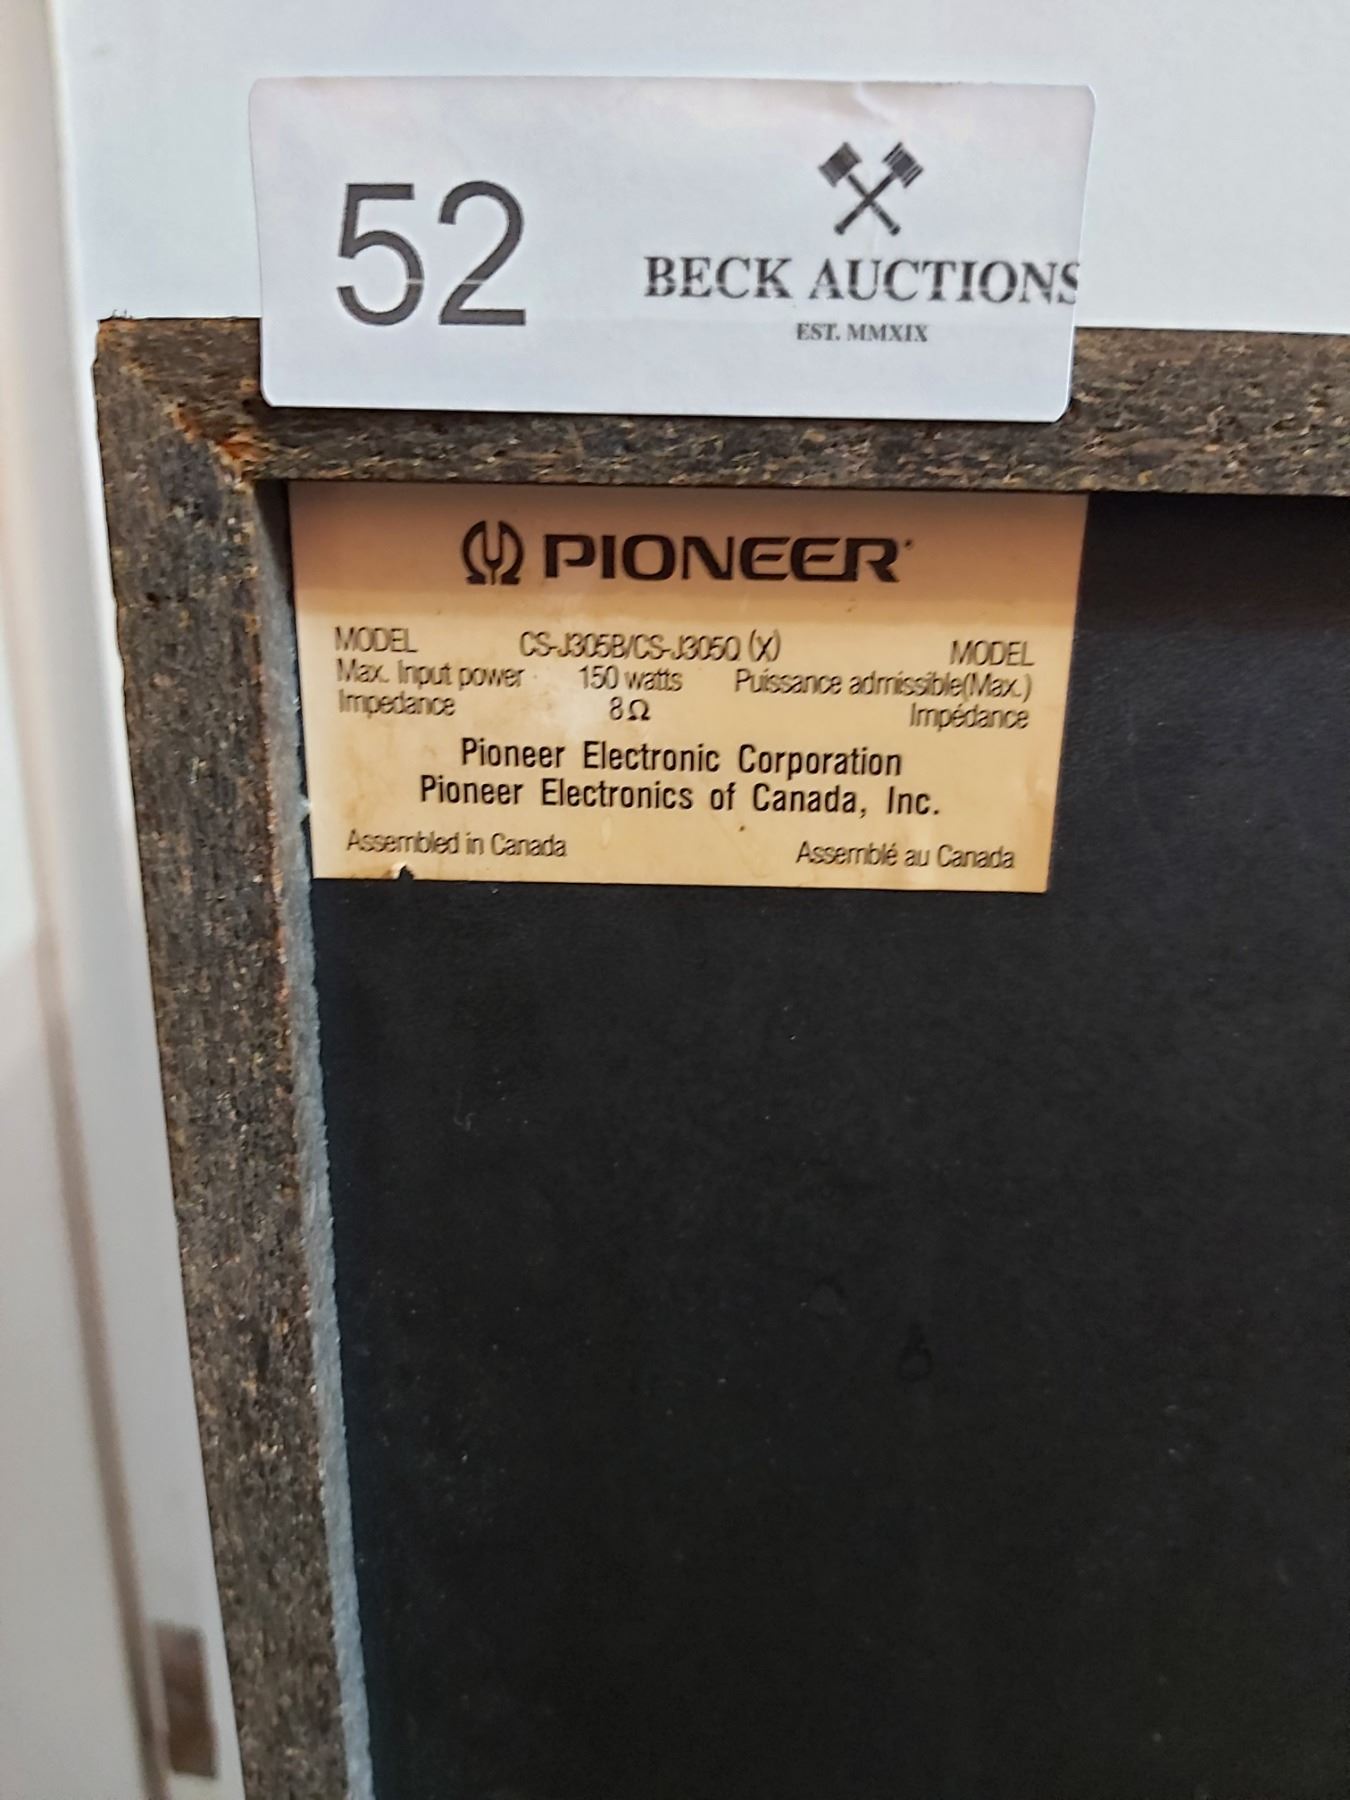 52
BECK AUCTIONS
EST. MMXIX
PIONEER
MODEL CS-J305B/CS-J305Q (X) MODEL
Max. Input power 150 watts Puissance admissible(Max.)
Impedance 8Ω Impédance
Pioneer Electronic Corporation
Pioneer Electronics of Canada, Inc.
Assembled in Canada Assemblé au Canada